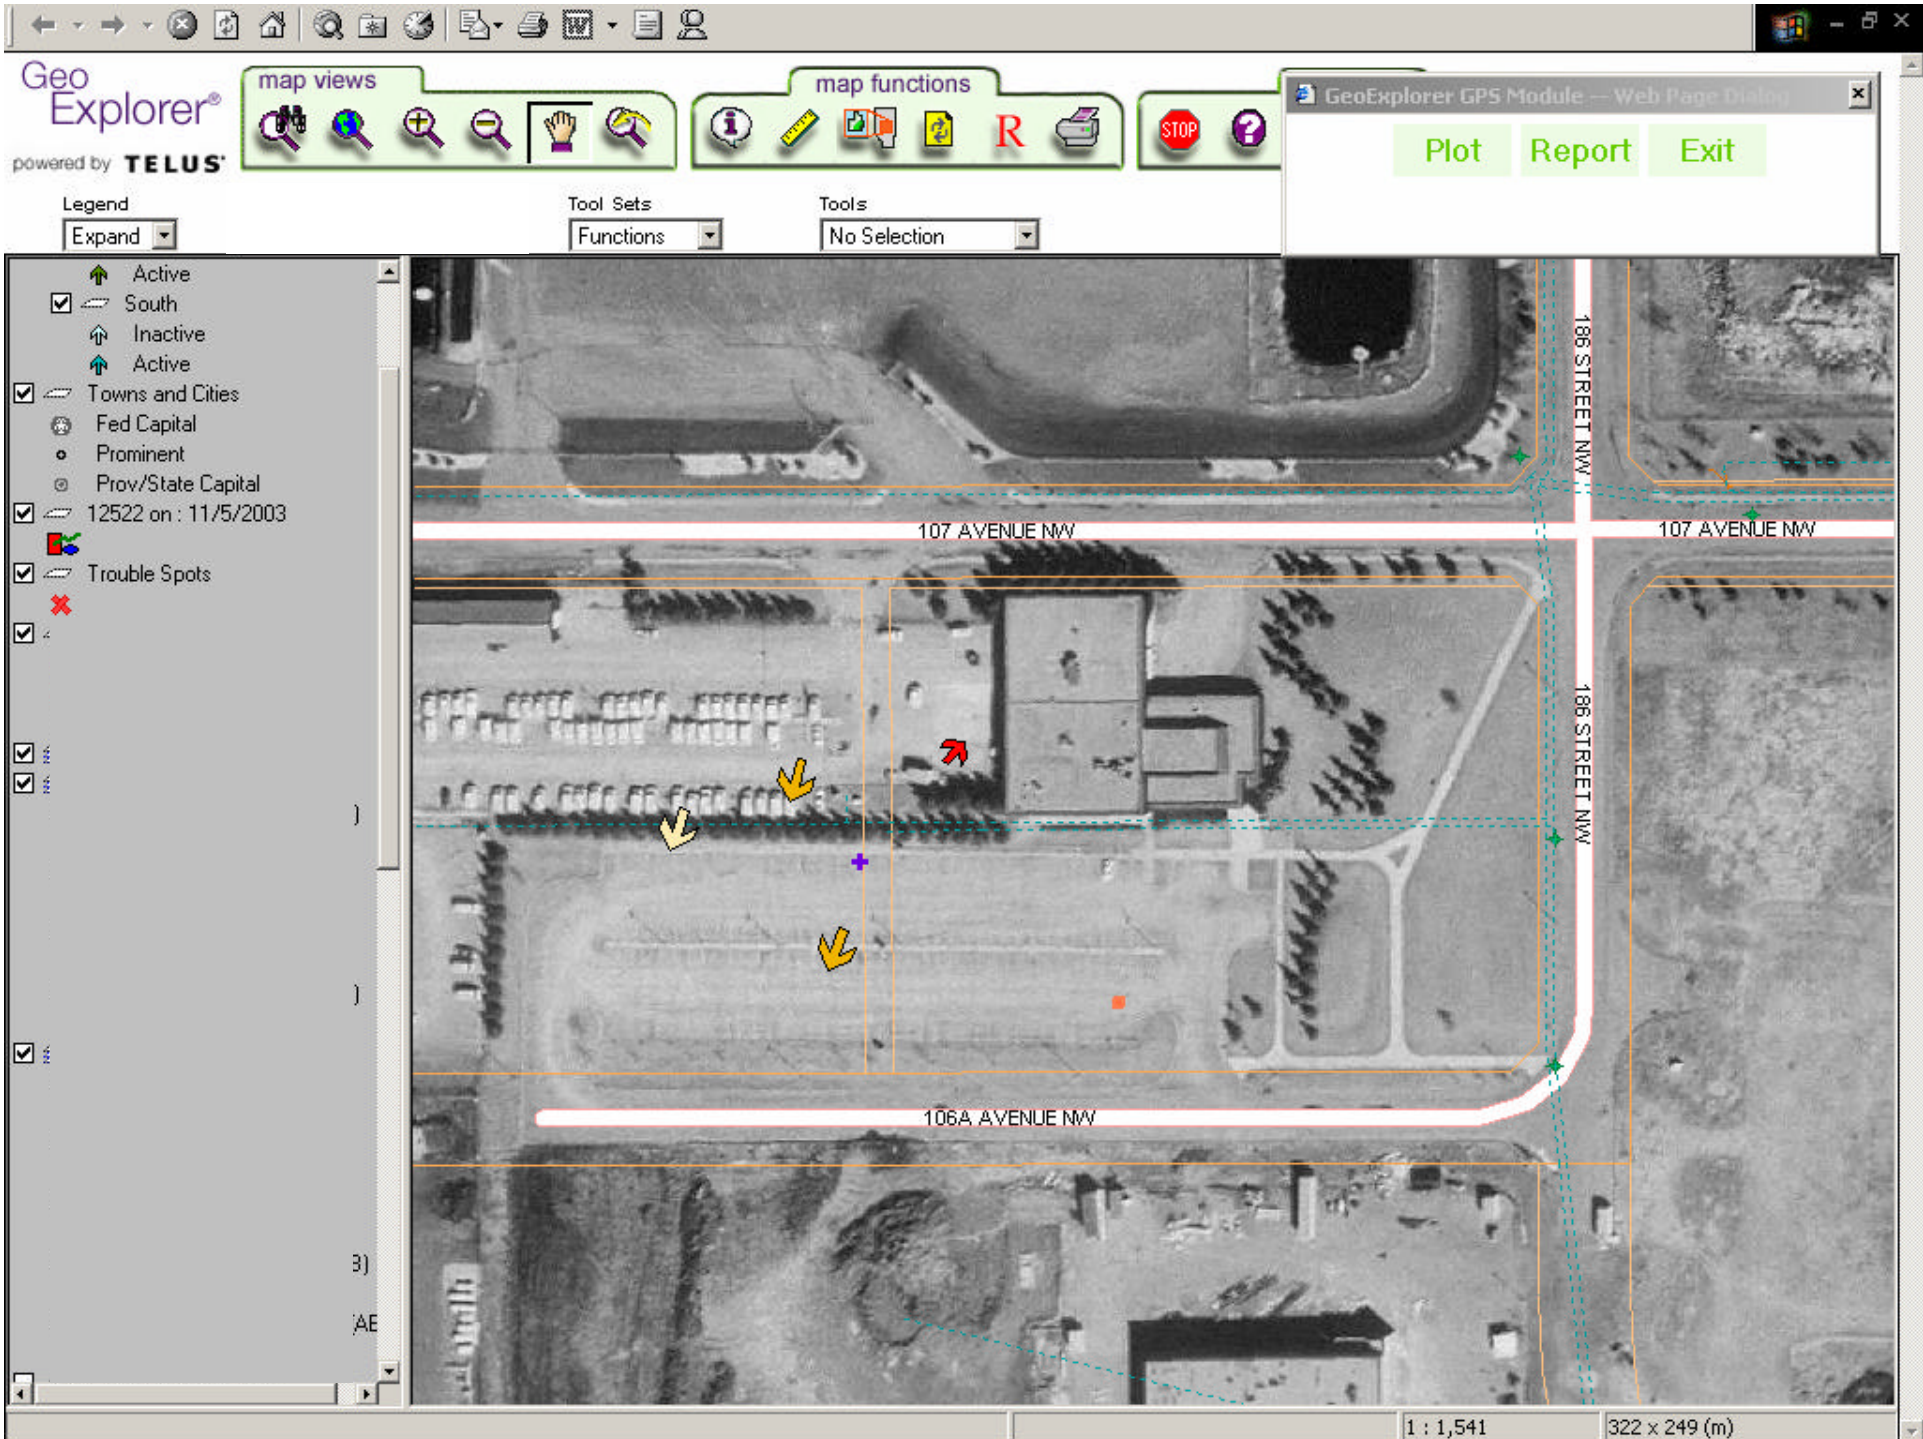 Geo
Explorer®
powered by TELUS
map views
map functions
R
STOP
?
GeoExplorer GPS Module -- Web Page Dialog
Plot Report Exit
Legend
Expand
Tool Sets
Functions
Tools
No Selection
Active
South
Inactive
Active
Towns and Cities
Fed Capital
Prominent
Prov/State Capital
12522 on : 11/5/2003
Trouble Spots
)
)
B)
(AB
186 STREET NW
107 AVENUE NW
107 AVENUE NW
186 STREET NW
106A AVENUE NW
1 : 1,541
322 x 249 (m)